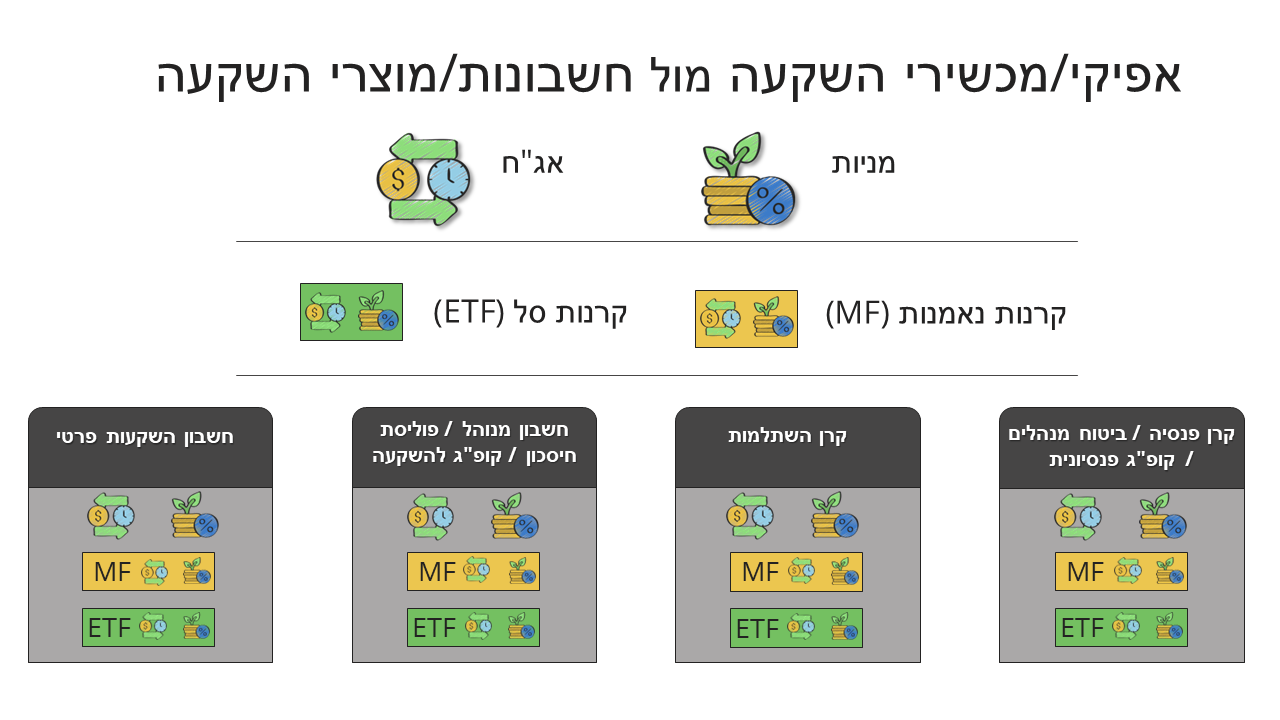 אפיקי/מכשירי השקעה מול חשבונות/מוצרי השקעה
מניות
אג"ח
קרנות נאמנות (MF)
קרנות סל (ETF)
קרן פנסיה / ביטוח מנהלים
/ קופ"ג פנסיונית
MF
ETF
קרן השתלמות
MF
ETF
חשבון מנוהל / פוליסת
חיסכון / קופ"ג להשקעה
MF
ETF
חשבון השקעות פרטי
MF
ETF